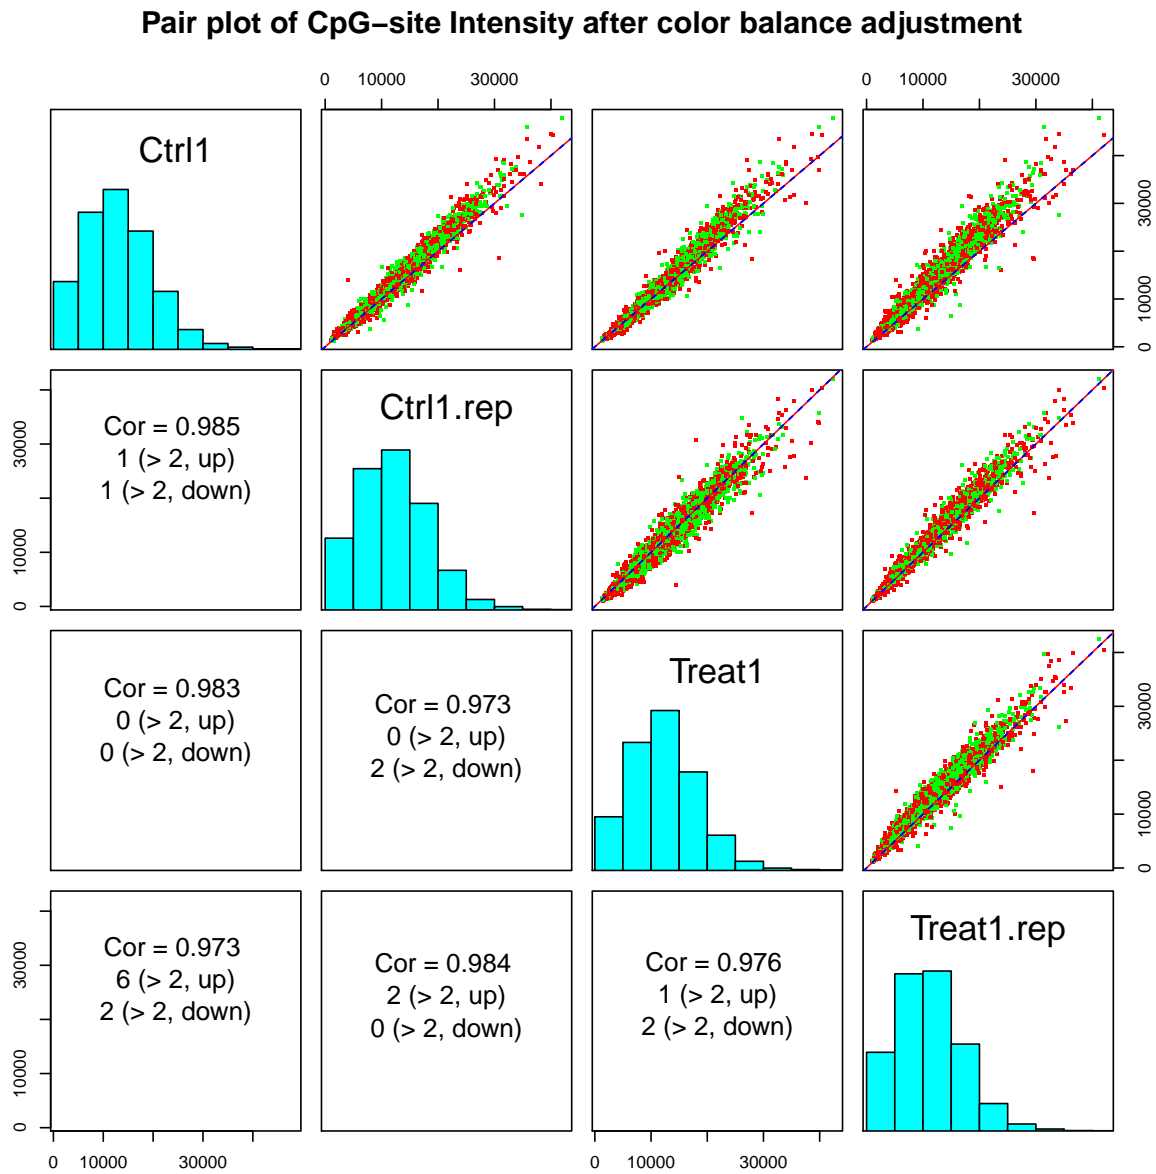 Pair plot of CpG−site Intensity after color balance adjustment
0 10000 30000
0 10000 30000
Ctrl1
30000
10000
0
Ctrl1.rep
Cor = 0.985
1 (> 2, up)
1 (> 2, down)
30000
10000
0
Treat1
Cor = 0.983
0 (> 2, up)
0 (> 2, down)
Cor = 0.973
0 (> 2, up)
2 (> 2, down)
30000
10000
0
Treat1.rep
Cor = 0.973
6 (> 2, up)
2 (> 2, down)
Cor = 0.984
2 (> 2, up)
0 (> 2, down)
Cor = 0.976
1 (> 2, up)
2 (> 2, down)
30000
10000
0
0 10000 30000
0 10000 30000